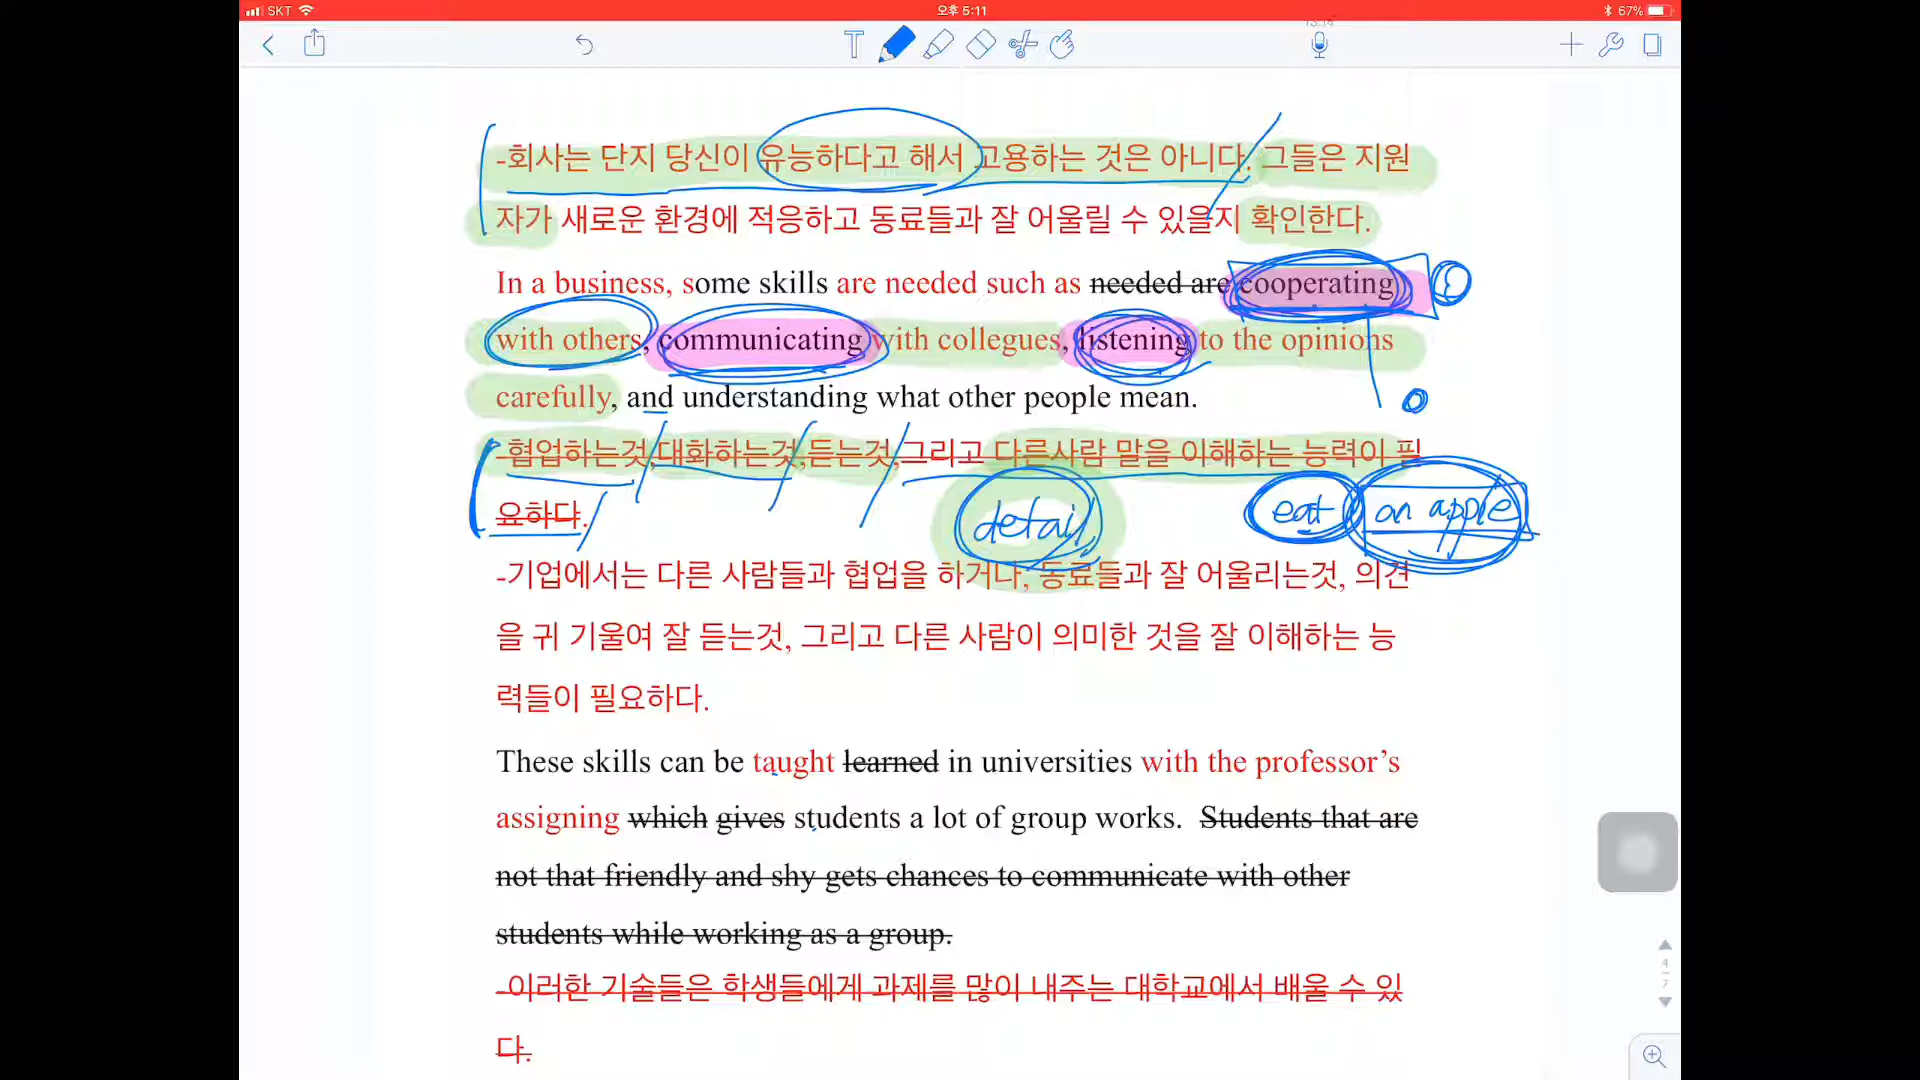 SKT 오후 5:11 67%
T
-회사는 단지 당신이 유능하다고 해서 고용하는 것은 아니다. 그들은 지원
자가 새로운 환경에 적응하고 동료들과 잘 어울릴 수 있을지 확인한다.
In a business, some skills are needed such as needed are cooperating
with others, communicating with collegues, listening to the opinions
carefully, and understanding what other people mean.
-협업하는것,대화하는것,듣는것,그리고 다른사람 말을 이해하는 능력이 필
요하다.
detail eat an apple
-기업에서는 다른 사람들과 협업을 하거나, 동료들과 잘 어울리는것, 의견
을 귀 기울여 잘 듣는것, 그리고 다른 사람이 의미한 것을 잘 이해하는 능
력들이 필요하다.
These skills can be taught learned in universities with the professor’s
assigning which gives students a lot of group works. Students that are
not that friendly and shy gets chances to communicate with other
students while working as a group.
-이러한 기술들은 학생들에게 과제를 많이 내주는 대학교에서 배울 수 있
다.
4
7